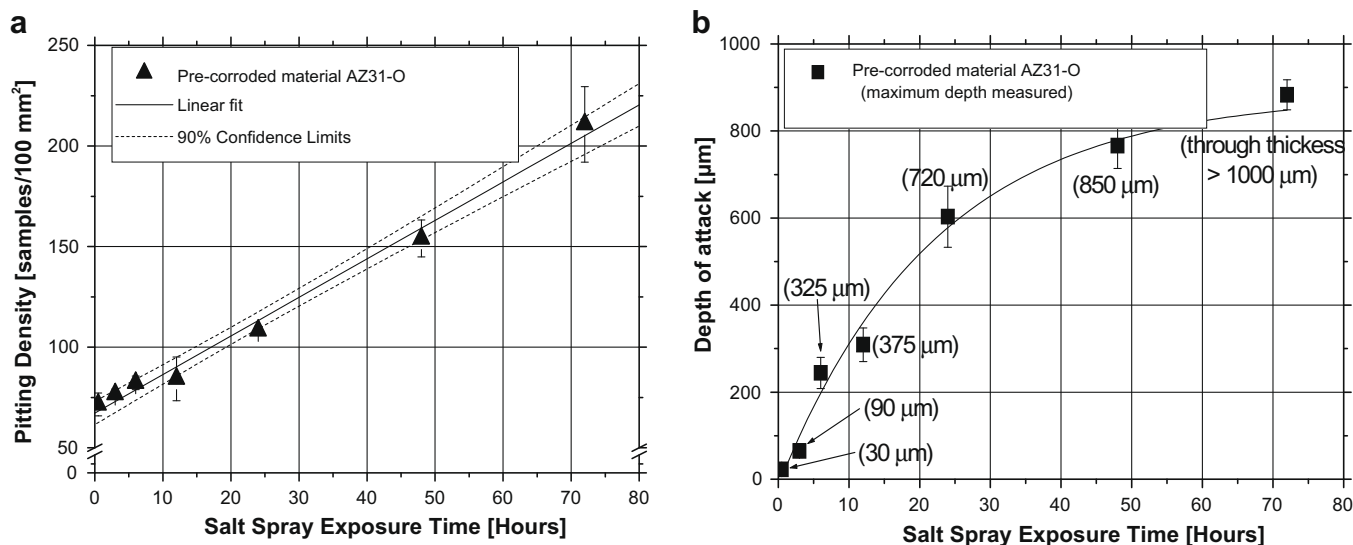 a
250
200
150
100
50
0
Pitting Density [samples/100 mm²]
Pre-corroded material AZ31-O
Linear fit
90% Confidence Limits
0 10 20 30 40 50 60 70 80
Salt Spray Exposure Time [Hours]
b
1000
800
600
400
200
0
Depth of attack [μm]
Pre-corroded material AZ31-O
(maximum depth measured)
(720 μm)
(850 μm)
(through thickess
> 1000 μm)
(325 μm)
(375 μm)
(90 μm)
(30 μm)
0 10 20 30 40 50 60 70 80
Salt Spray Exposure Time [Hours]